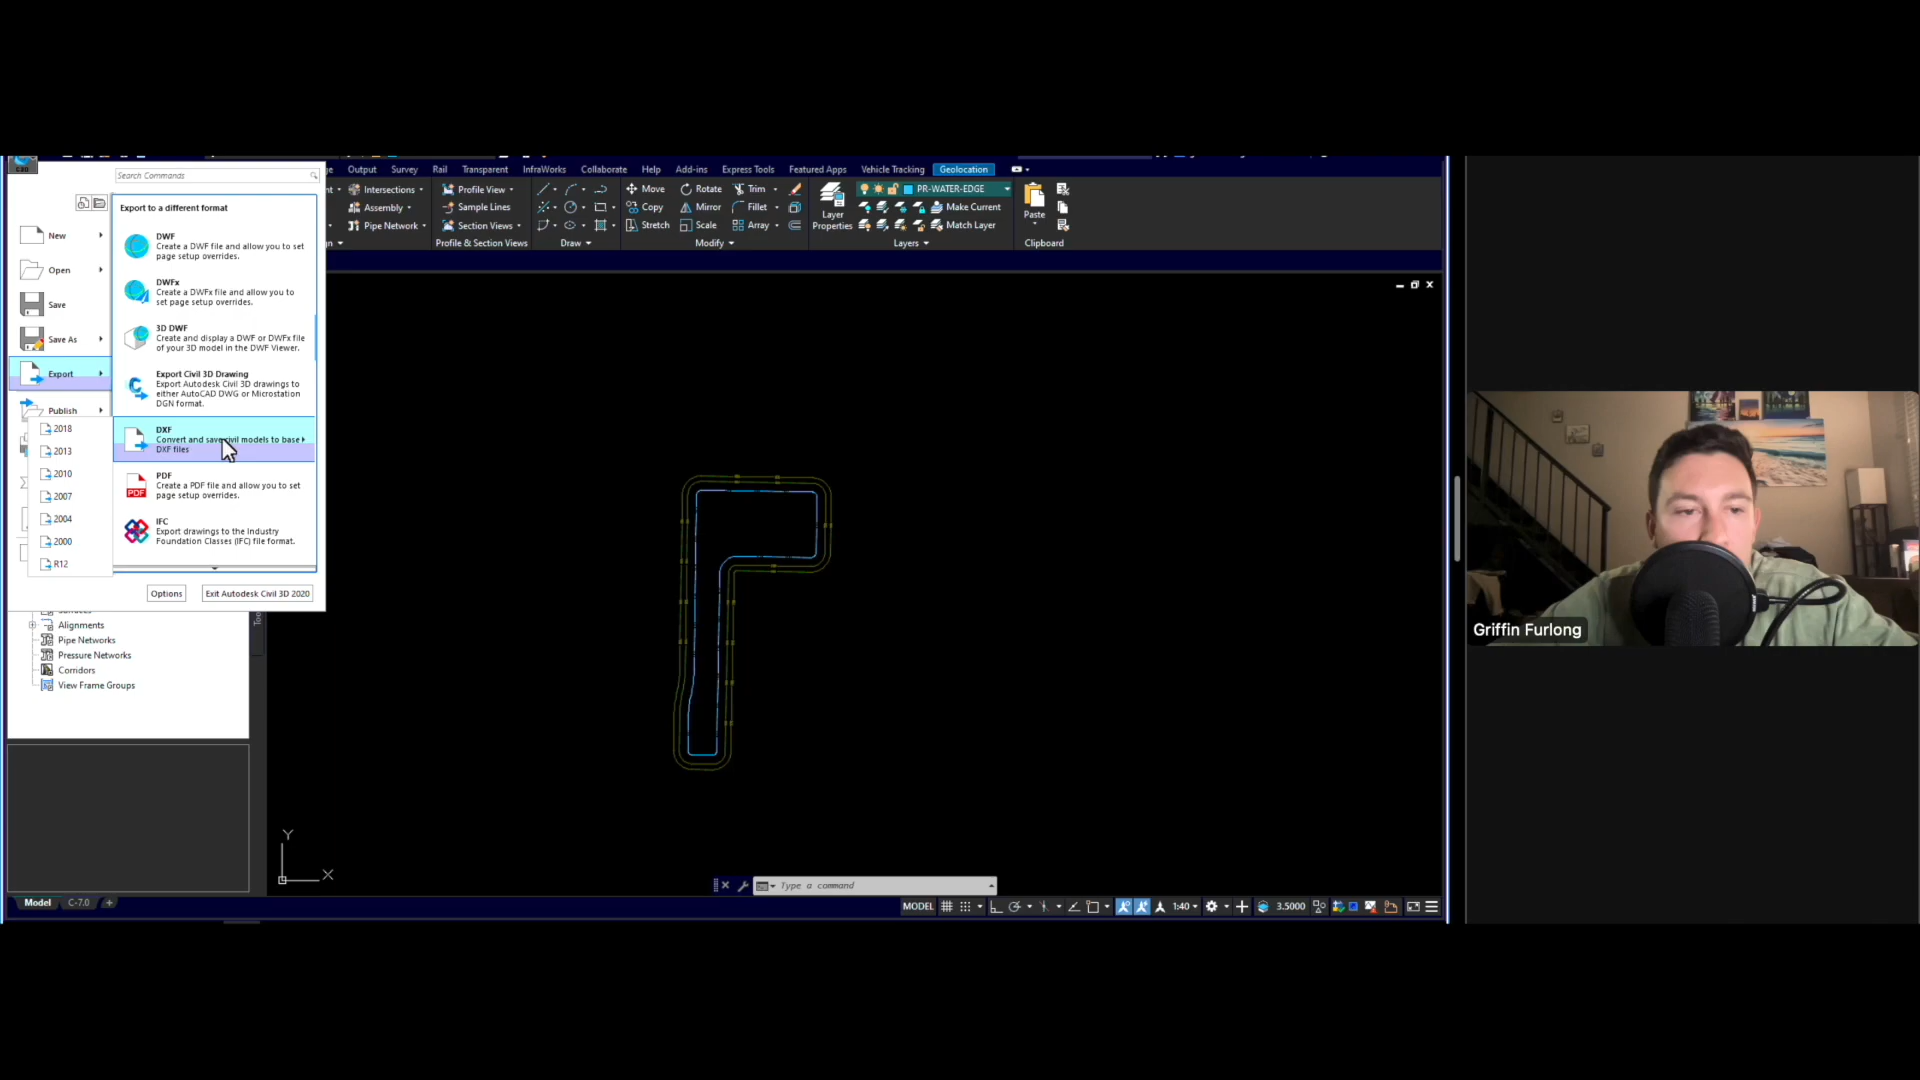 Search Commands
Export to a different format
New
Open
Save
Save As
Export
Publish
DWF
Create a DWF file and allow you to set
page setup overrides.
DWFx
Create a DWFx file and allow you to
set page setup overrides.
3D DWF
Create and display a DWF or DWFx file
of your 3D model in the DWF Viewer.
Export Civil 3D Drawing
Export Autodesk Civil 3D drawings to
either AutoCAD DWG or Microstation
DGN format.
DXF
Convert and save civil models to base
DXF files
PDF
Create a PDF file and allow you to set
page setup overrides.
IFC
Export drawings to the Industry
Foundation Classes (IFC) file format.
2018
2013
2010
2007
2004
2000
R12
Options
Exit Autodesk Civil 3D 2020
Alignments
Pipe Networks
Pressure Networks
Corridors
View Frame Groups
Output Survey Rail Transparent InfraWorks Collaborate Help Add-ins Express Tools Featured Apps Vehicle Tracking Geolocation
Intersections Profile View Move Rotate Trim PR-WATER-EDGE
Assembly Sample Lines Copy Mirror Fillet Make Current
Pipe Network Section Views Stretch Scale Array Match Layer
Layer
Properties
Paste
Profile & Section Views Draw Modify Layers Clipboard
Y
X
Type a command
Model C-7.0
MODEL 1:40 3.5000
Griffin Furlong